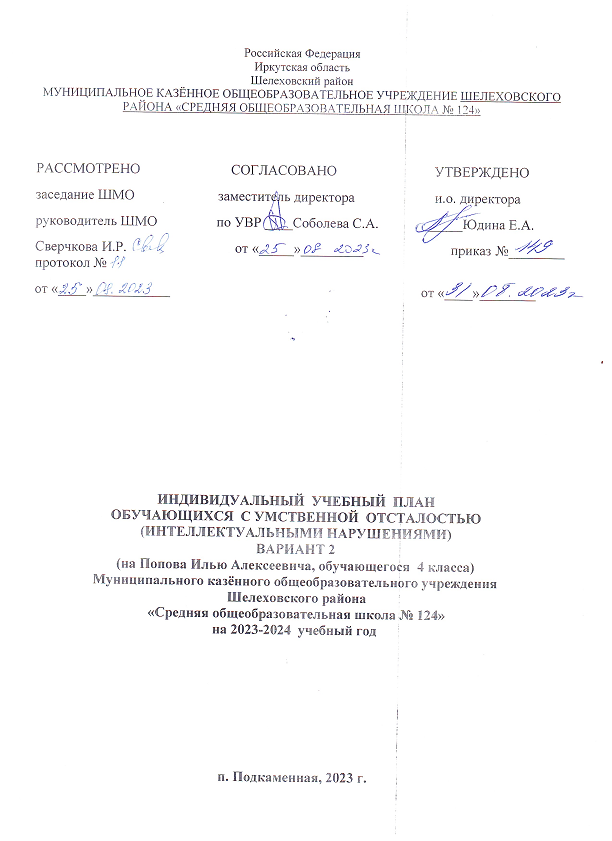 Российская Федерация
Иркутская область
Шелеховский район
МУНИЦИПАЛЬНОЕ КАЗЁННОЕ ОБЩЕОБРАЗОВАТЕЛЬНОЕ УЧРЕЖДЕНИЕ ШЕЛЕХОВСКОГО
РАЙОНА «СРЕДНЯЯ ОБЩЕОБРАЗОВАТЕЛЬНАЯ ШКОЛА № 124»
РАССМОТРЕНО
заседание ШМО
руководитель ШМО
Сверчкова И.Р.
протокол № 11
от «25» 08.2023
СОГЛАСОВАНО
заместитель директора
по УВР Соболева С.А.
от «25» 08 2023г
УТВЕРЖДЕНО
и.о. директора
Юдина Е.А.
приказ № 149
от «31» 08. 2023г
ИНДИВИДУАЛЬНЫЙ УЧЕБНЫЙ ПЛАН
ОБУЧАЮЩИХСЯ С УМСТВЕННОЙ ОТСТАЛОСТЬЮ
(ИНТЕЛЛЕКТУАЛЬНЫМИ НАРУШЕНИЯМИ)
ВАРИАНТ 2
(на Попова Илью Алексеевича, обучающегося 4 класса)
Муниципального казённого общеобразовательного учреждения
Шелеховского района
«Средняя общеобразовательная школа № 124»
на 2023-2024 учебный год
п. Подкаменная, 2023 г.